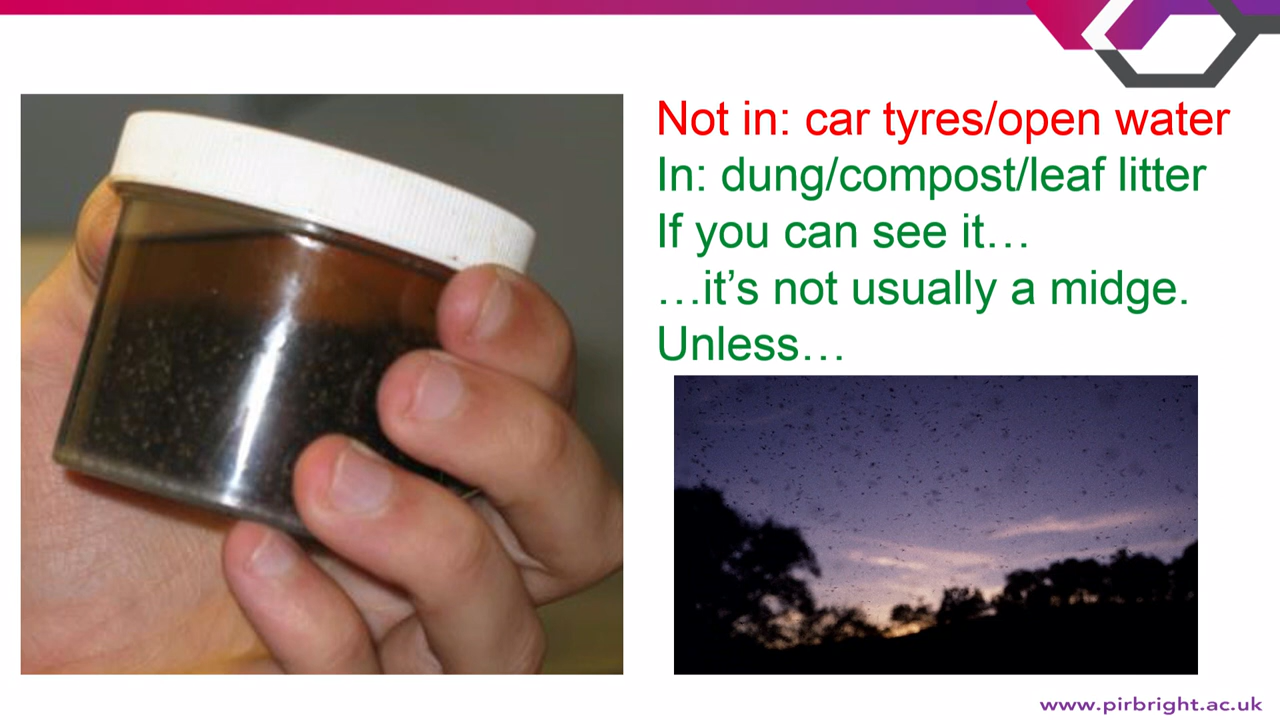 Not in: car tyres/open water
In: dung/compost/leaf litter
If you can see it…
…it’s not usually a midge.
Unless…
www.pirbright.ac.uk